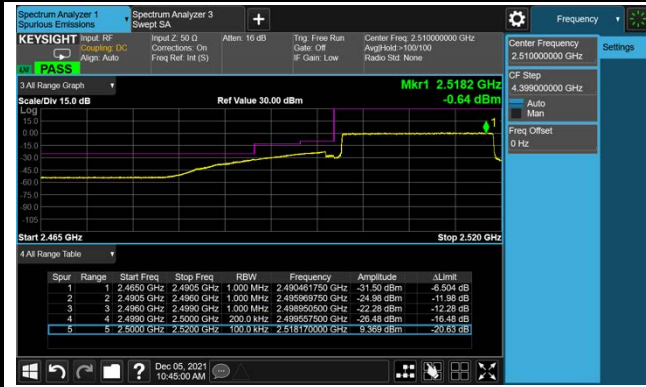 Spectrum Analyzer 1
Spurious Emissions
Spectrum Analyzer 3
Swept SA
Frequency
KEYSIGHT
Input: RF
Coupling: DC
Align: Auto
Input Z: 50 Ω
Corrections: On
Freq Ref: Int (S)
Atten: 16 dB
Trig: Free Run
Gate: Off
IF Gain: Low
Center Freq: 2.510000000 GHz
Avg|Hold:>100/100
Radio Std: None
PASS
Center Frequency
2.510000000 GHz
Settings
CF Step
4.399000000 GHz
Auto
Man
Freq Offset
0 Hz
3 All Range Graph
Mkr1 2.5182 GHz
Scale/Div 15.0 dB
Ref Value 30.00 dBm
-0.64 dBm
Log
15.0
0.00
-15.0
-30.0
-45.0
-60.0
-75.0
-90.0
-105
1
Start 2.465 GHz
Stop 2.520 GHz
4 All Range Table
Spur Range Start Freq Stop Freq RBW Frequency Amplitude ΔLimit
1 1 2.4650 GHz 2.4905 GHz 1.000 MHz 2.490461750 GHz -31.50 dBm -6.504 dB
2 2 2.4905 GHz 2.4960 GHz 1.000 MHz 2.495969750 GHz -24.98 dBm -11.98 dB
3 3 2.4960 GHz 2.4990 GHz 1.000 MHz 2.498950500 GHz -22.28 dBm -12.28 dB
4 4 2.4990 GHz 2.5000 GHz 200.0 kHz 2.499557500 GHz -26.48 dBm -16.48 dB
5 5 2.5000 GHz 2.5200 GHz 100.0 kHz 2.518170000 GHz 9.369 dBm -20.63 dB
Dec 05, 2021
10:45:00 AM